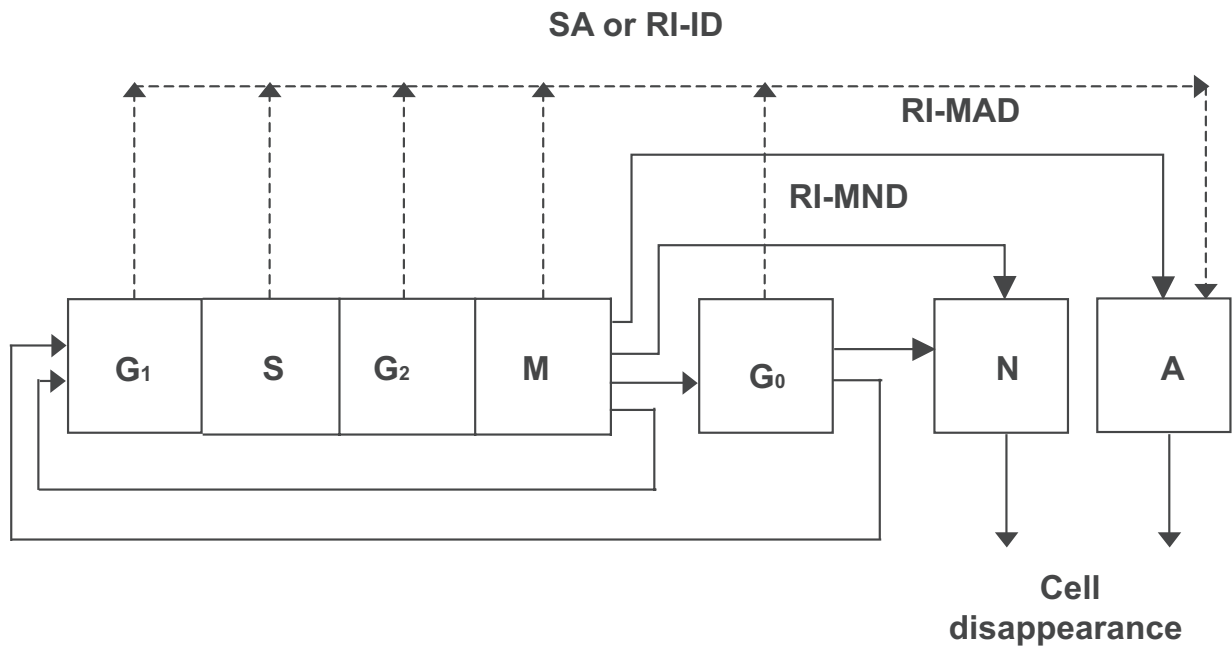 SA or RI-ID
RI-MAD
RI-MND
G₁
S
G₂
M
G₀
N
A
Cell
disappearance